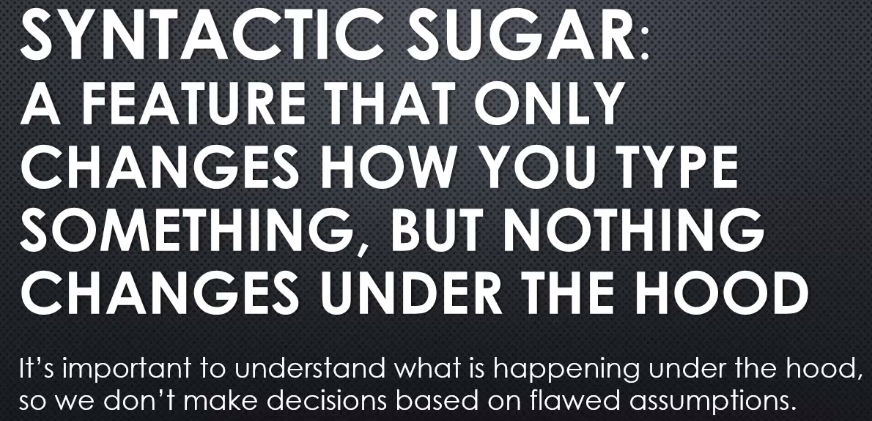 SYNTACTIC SUGAR:
A FEATURE THAT ONLY
CHANGES HOW YOU TYPE
SOMETHING, BUT NOTHING
CHANGES UNDER THE HOOD
It's important to understand what is happening under the hood,
so we don't make decisions based on flawed assumptions.